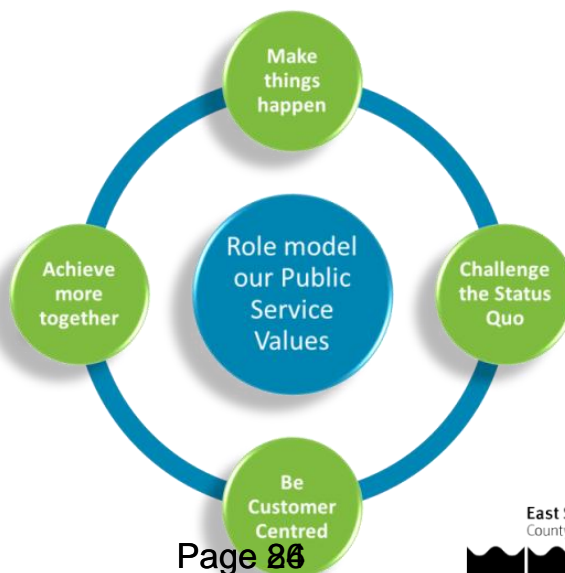 Make
things
happen
Role model
our Public
Service
Values
Achieve
more
together
Challenge
the Status
Quo
Be
Customer
Centred
East
County
Page